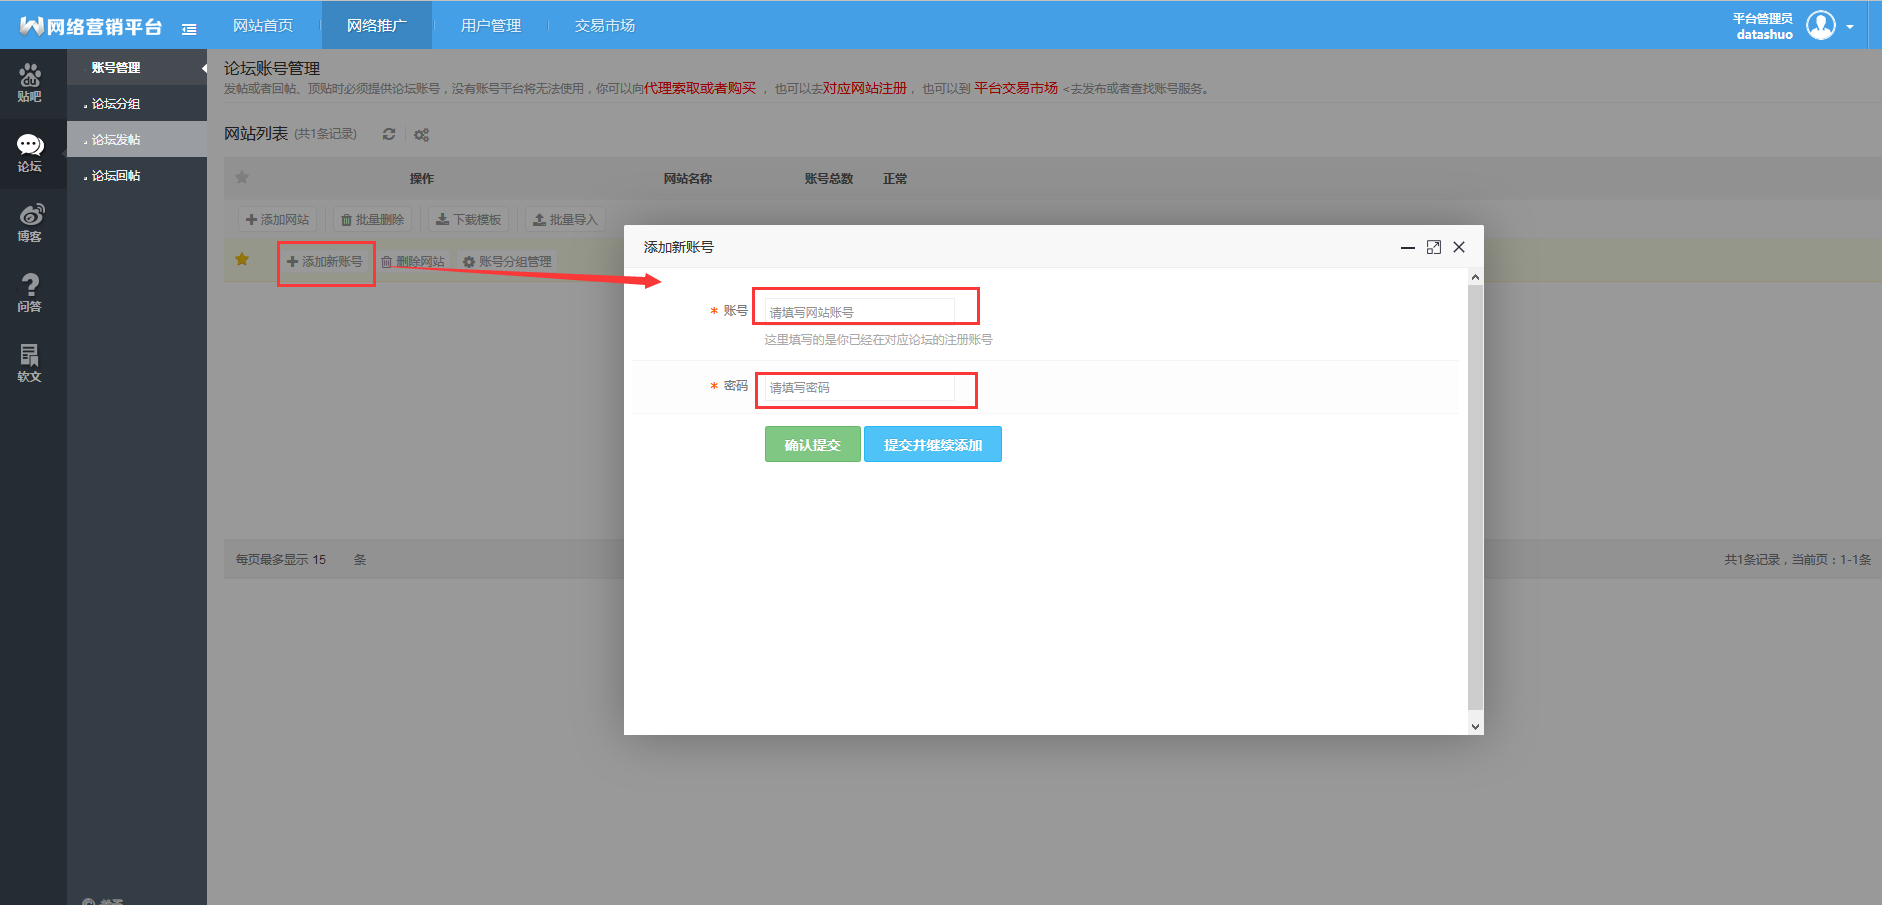 网络营销平台
网站首页
网络推广
用户管理
交易市场
平台管理员
datashuo
贴吧
论坛
博客
问答
软文
账号管理
论坛分组
论坛发帖
论坛回帖
论坛账号管理
发帖或者回帖、顶贴时必须提供论坛账号，没有账号平台将无法使用，你可以向代理索取或者购买 ，也可以去对应网站注册 ，也可以到 平台交易市场 <去发布或者查找账号服务。
网站列表 (共1条记录)
操作 网站名称 账号总数 正常
添加网站 批量删除 下载模板 批量导入
添加新账号 删除网站 账号分组管理
添加新账号
* 账号 请填写网站账号
这里填写的是你已经在对应论坛的注册账号
* 密码 请填写密码
确认提交 提交并继续添加
每页最多显示 15 条
共1条记录，当前页：1-1条